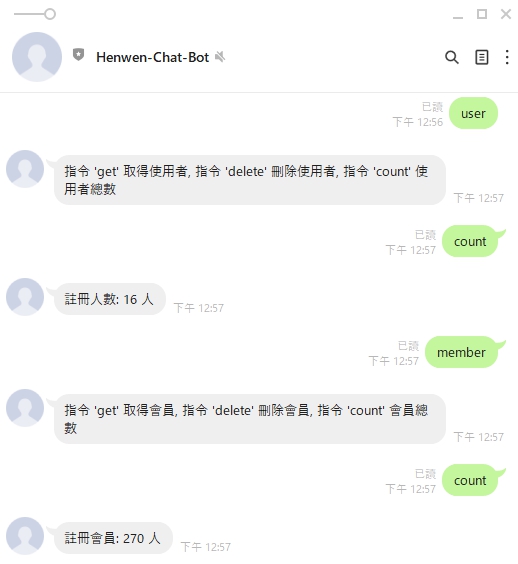 Henwen-Chat-Bot
已讀
下午 12:56
user
指令 'get' 取得使用者, 指令 'delete' 刪除使用者, 指令 'count' 使
用者總數
下午 12:57
已讀
下午 12:57
count
註冊人數: 16 人
下午 12:57
已讀
下午 12:57
member
指令 'get' 取得會員, 指令 'delete' 刪除會員, 指令 'count' 會員總
數
下午 12:57
已讀
下午 12:57
count
註冊會員: 270 人
下午 12:57